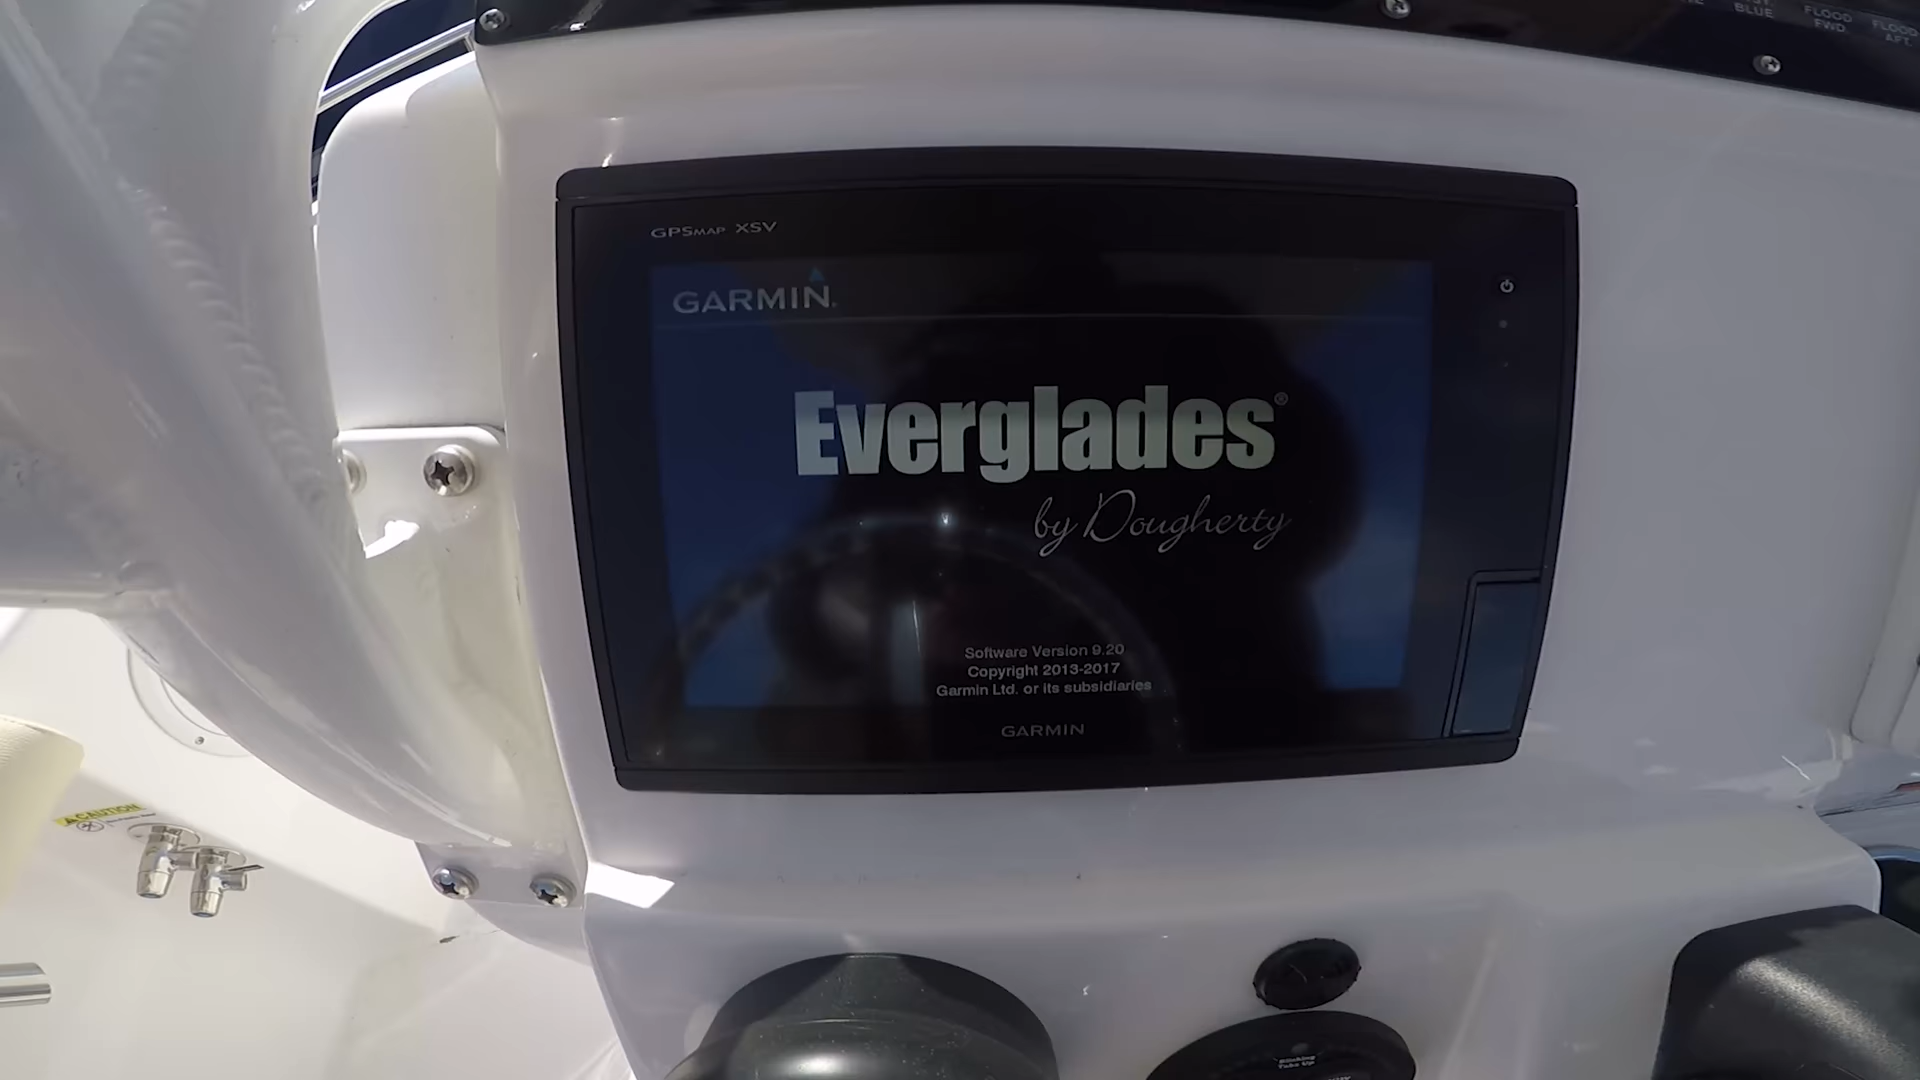 BLUE
FLOOD
FWD.
FLOOD
AFT.
GPSMAP XSV
GARMIN
Everglades®
by Dougherty
Software Version 9.20
Copyright 2013-2017
Garmin Ltd. or its subsidiaries
GARMIN
CAUTION